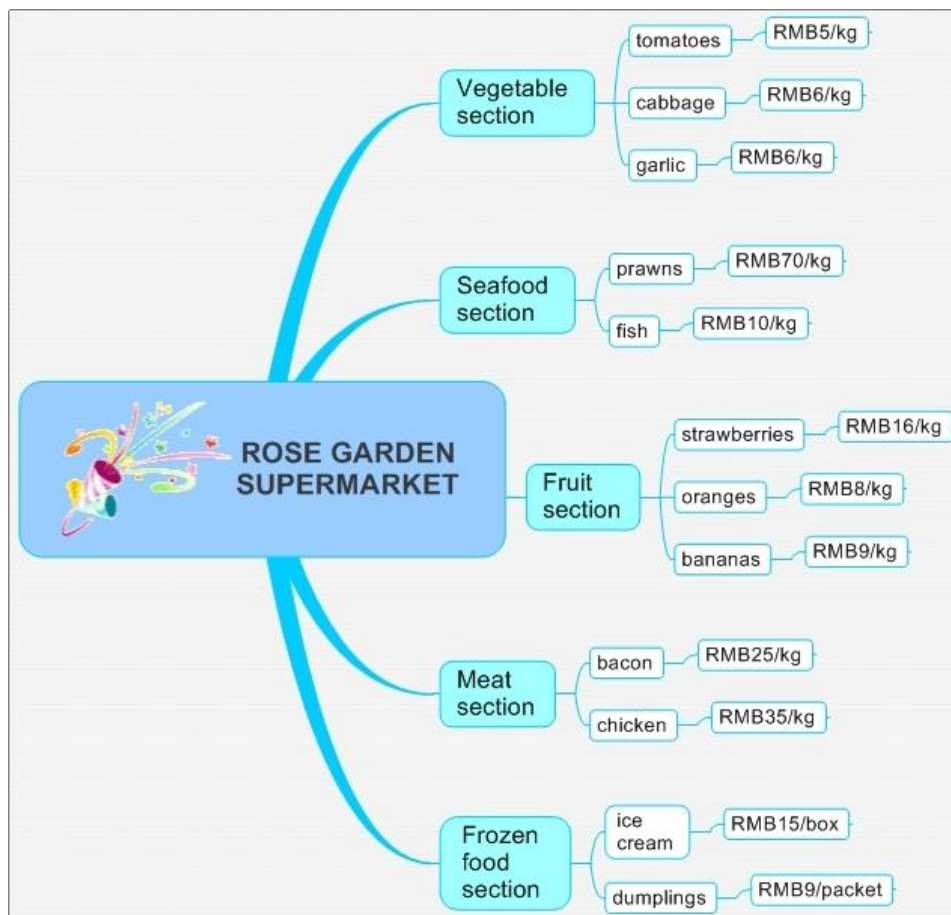 Vegetable
section
tomatoes
RMB5/kg
cabbage
RMB6/kg
garlic
RMB6/kg
Seafood
section
prawns
RMB70/kg
fish
RMB10/kg
ROSE GARDEN
SUPERMARKET
Fruit
section
strawberries
RMB16/kg
oranges
RMB8/kg
bananas
RMB9/kg
Meat
section
bacon
RMB25/kg
chicken
RMB35/kg
Frozen
food
section
ice
cream
RMB15/box
dumplings
RMB9/packet